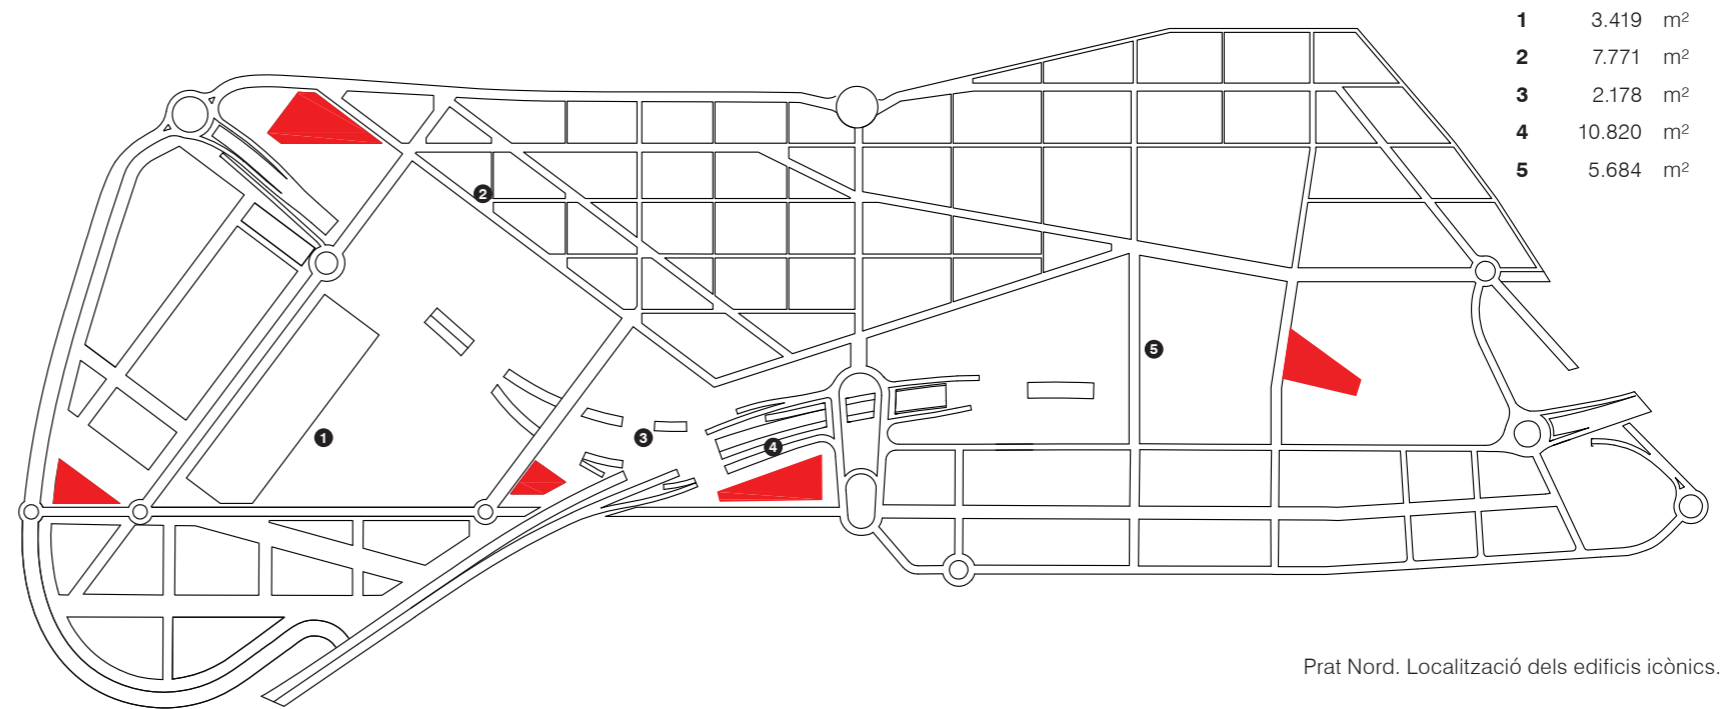 1 3.419 m²
2 7.771 m²
3 2.178 m²
4 10.820 m²
5 5.684 m²
2
5
1
3
4
Prat Nord. Localització dels edificis icònics.